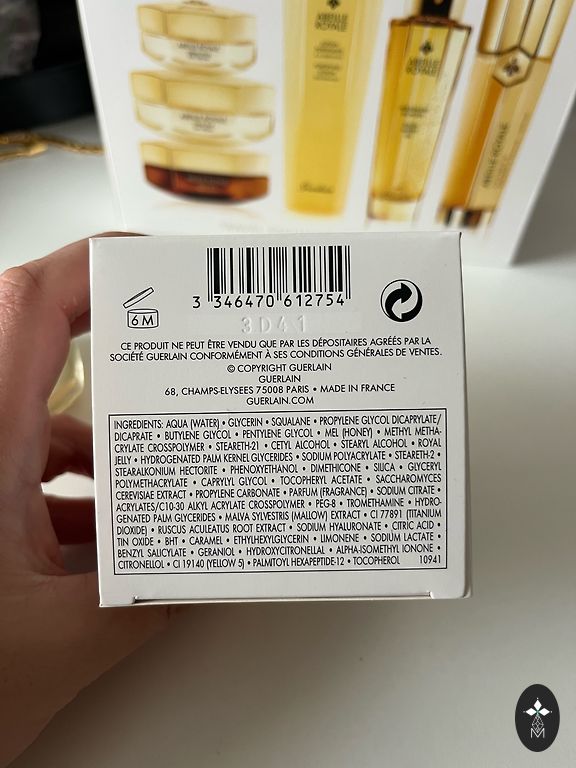 ABEILLE
ROYALE
ABEILLE
ROYALE
3 346470 612754
3D41
6M
CE PRODUIT NE PEUT ÊTRE VENDU QUE PAR LES DÉPOSITAIRES AGRÉÉS PAR LA
SOCIÉTÉ GUERLAIN CONFORMÉMENT À SES CONDITIONS GÉNÉRALES DE VENTES.
© COPYRIGHT GUERLAIN
GUERLAIN
68, CHAMPS-ELYSEES 75008 PARIS • MADE IN FRANCE
GUERLAIN.COM
INGREDIENTS: AQUA (WATER) • GLYCERIN • SQUALANE • PROPYLENE GLYCOL DICAPRYLATE/
DICAPRATE • BUTYLENE GLYCOL • PENTYLENE GLYCOL • MEL (HONEY) • METHYL METHA-
CRYLATE CROSSPOLYMER • STEARETH-21 • CETYL ALCOHOL • STEARYL ALCOHOL • ROYAL
JELLY • HYDROGENATED PALM KERNEL GLYCERIDES • SODIUM POLYACRYLATE • STEARETH-2 •
STEARALKONIUM HECTORITE • PHENOXYETHANOL • DIMETHICONE • SILICA • GLYCERYL
POLYMETHACRYLATE • CAPRYLYL GLYCOL • TOCOPHERYL ACETATE • SACCHAROMYCES
CEREVISIAE EXTRACT • PROPYLENE CARBONATE • PARFUM (FRAGRANCE) • SODIUM CITRATE •
ACRYLATES/C10-30 ALKYL ACRYLATE CROSSPOLYMER • PEG-8 • TROMETHAMINE • HYDRO-
GENATED PALM GLYCERIDES • MALVA SYLVESTRIS (MALLOW) EXTRACT • CI 77891 (TITANIUM
DIOXIDE) • RUSCUS ACULEATUS ROOT EXTRACT • SODIUM HYALURONATE • CITRIC ACID •
TIN OXIDE • BHT • CARAMEL • ETHYLHEXYLGLYCERIN • LIMONENE • SODIUM LACTATE •
BENZYL SALICYLATE • GERANIOL • HYDROXYCITRONELLAL • ALPHA-ISOMETHYL IONONE •
CITRONELLOL • CI 19140 (YELLOW 5) • PALMITOYL HEXAPEPTIDE-12 • TOCOPHEROL 10941
M